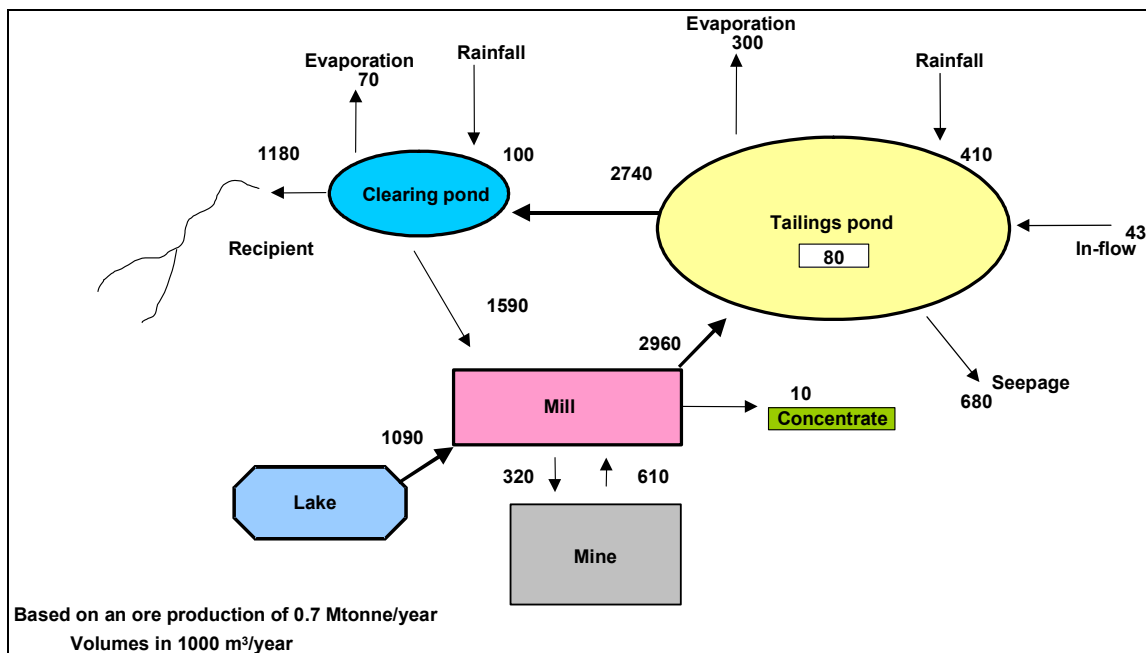 Evaporation
300
Evaporation
70
Rainfall
Rainfall
1180
100
2740
410
Clearing pond
Tailings pond
80
43
In-flow
Recipient
1590
2960
Seepage
680
Mill
10
Concentrate
1090
320
610
Lake
Mine
Based on an ore production of 0.7 Mtonne/year
Volumes in 1000 m³/year